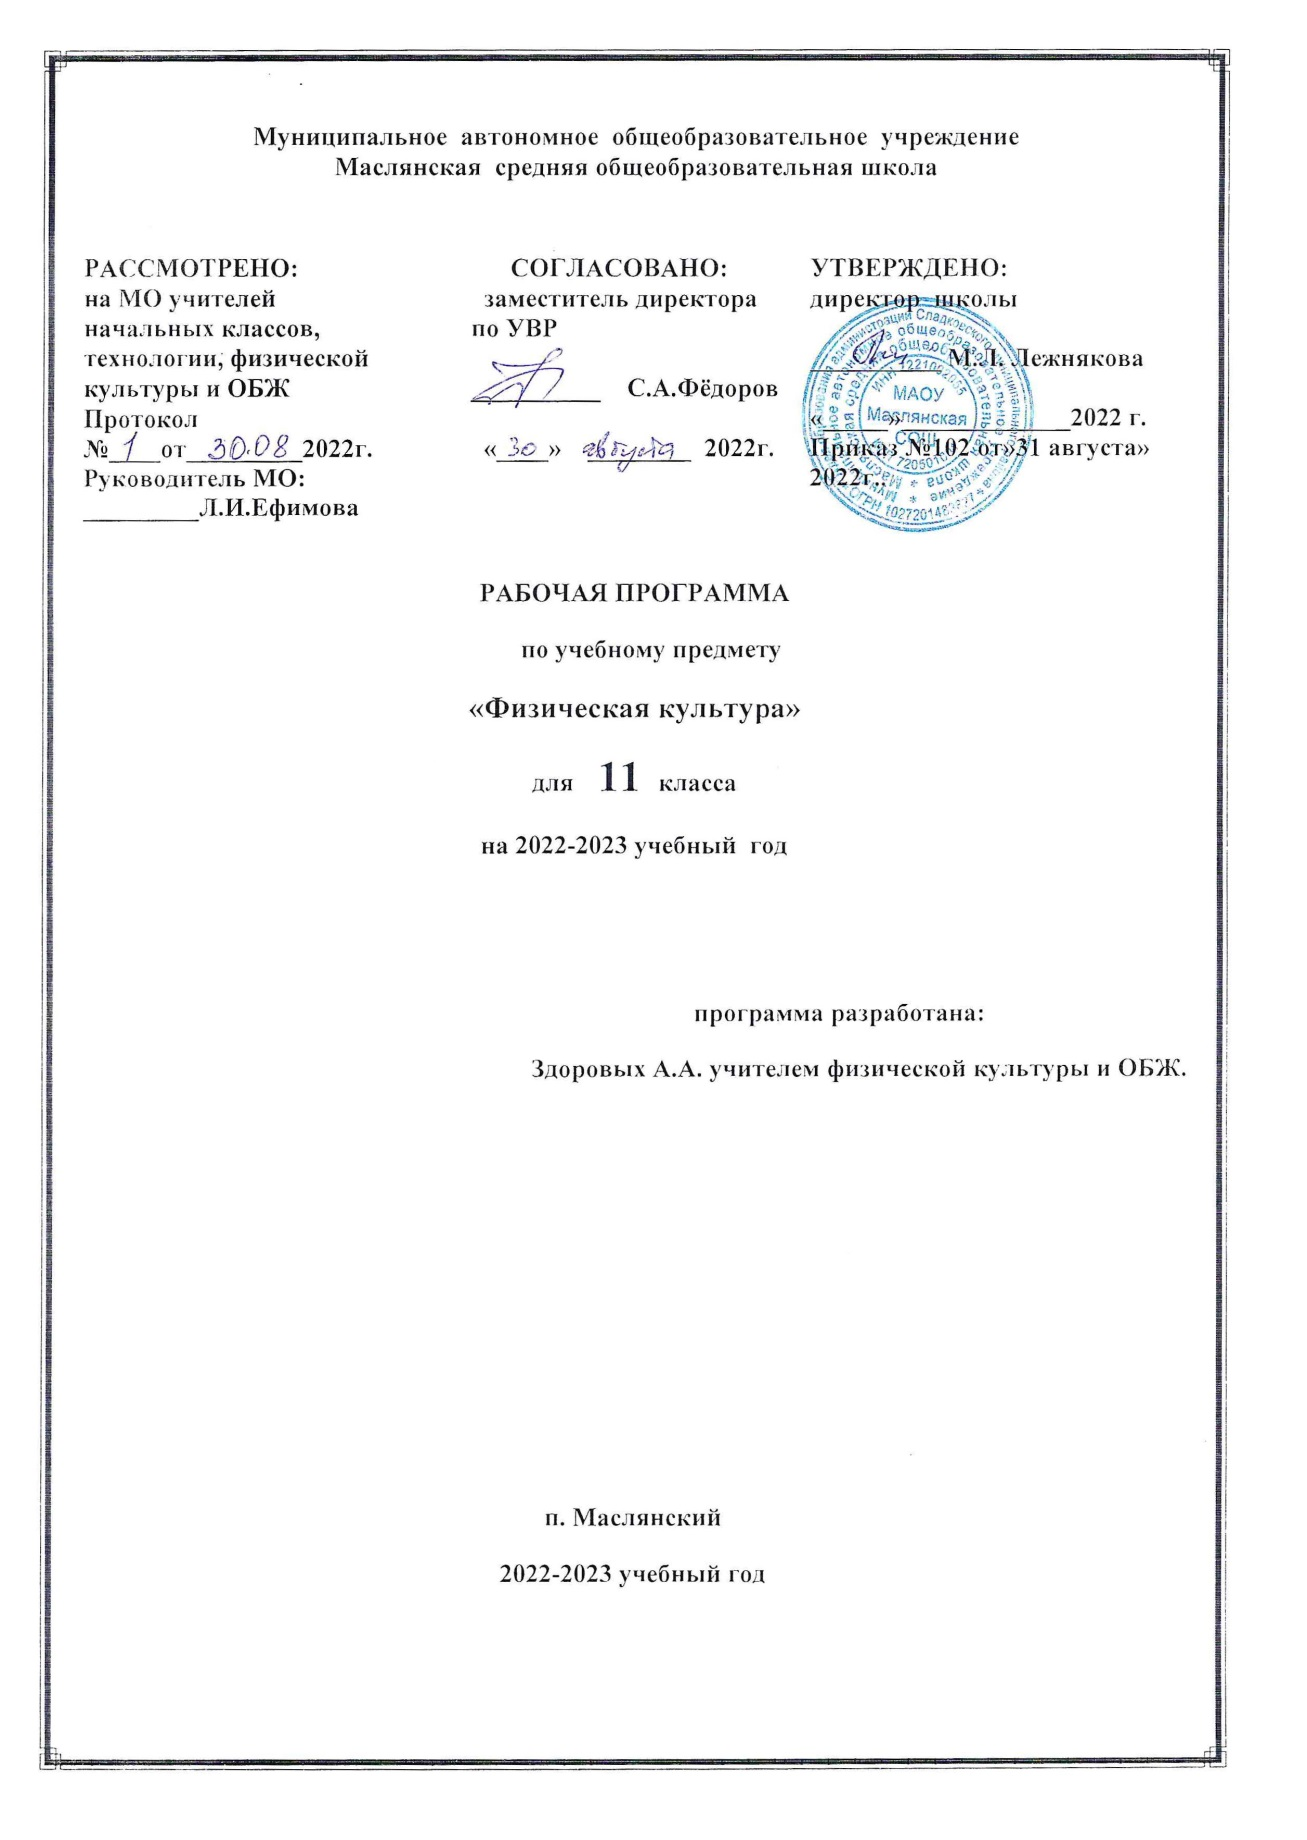 Муниципальное автономное общеобразовательное учреждение
Маслянская средняя общеобразовательная школа
РАССМОТРЕНО:
на МО учителей
начальных классов,
технологии, физической
культуры и ОБЖ
Протокол
№ 1 от 30.08 2022г.
Руководитель МО:
_________Л.И.Ефимова
СОГЛАСОВАНО:
заместитель директора
по УВР
__________ С.А.Фёдоров
« 30 » августа 2022г.
УТВЕРЖДЕНО:
директор школы
М.Л. Лежнякова
«_____»_____________2022 г.
Приказ №102 от»31 августа»
2022г..
МАОУ
Маслянская
СОШ
РАБОЧАЯ ПРОГРАММА
по учебному предмету
«Физическая культура»
для 11 класса
на 2022-2023 учебный год
программа разработана:
Здоровых А.А. учителем физической культуры и ОБЖ.
п. Маслянский
2022-2023 учебный год